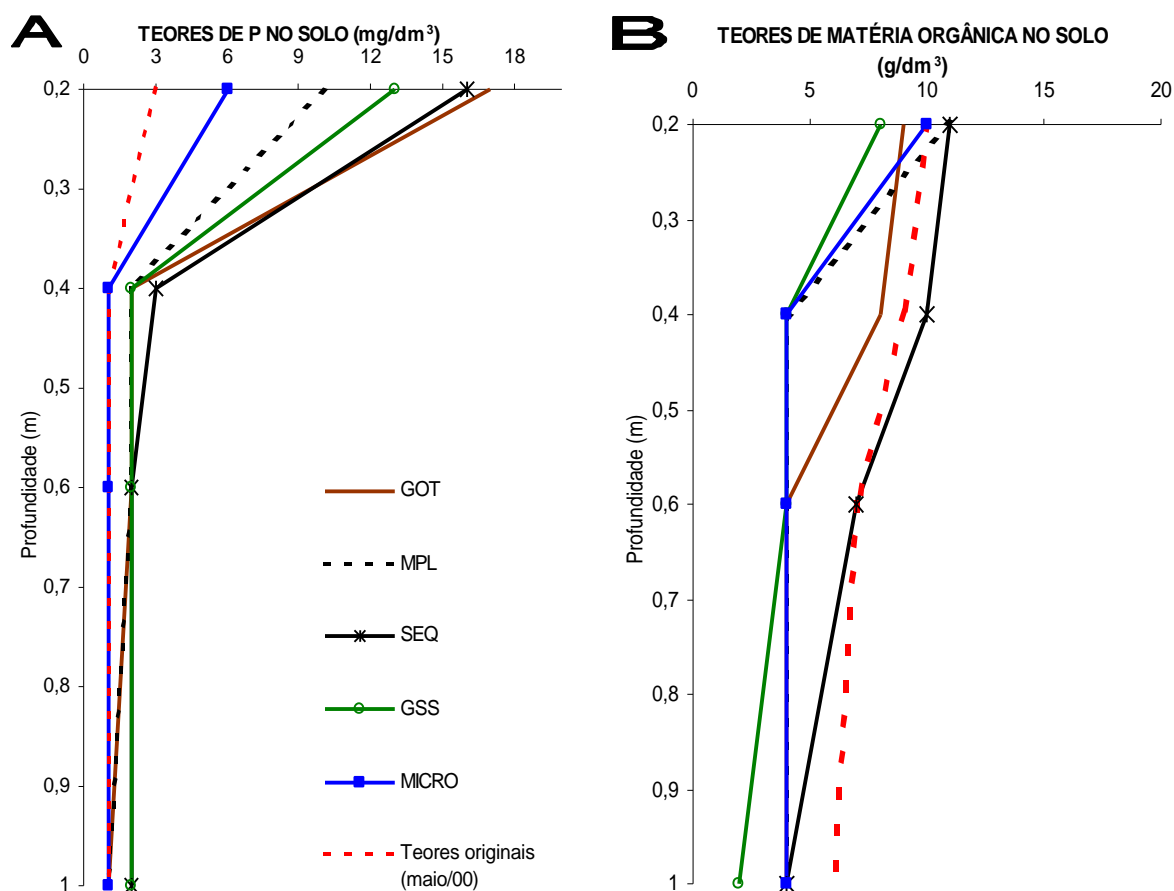 A
TEORES DE P NO SOLO (mg/dm³)
0 3 6 9 12 15 18
0,2
0,3
0,4
0,5
0,6
0,7
0,8
0,9
1
Profundidade (m)
GOT
MPL
SEQ
GSS
MICRO
Teores originais
(maio/00)
B
TEORES DE MATÉRIA ORGÂNICA NO SOLO
(g/dm³)
0 5 10 15 20
0,2
0,3
0,4
0,5
0,6
0,7
0,8
0,9
1
Profundidade (m)